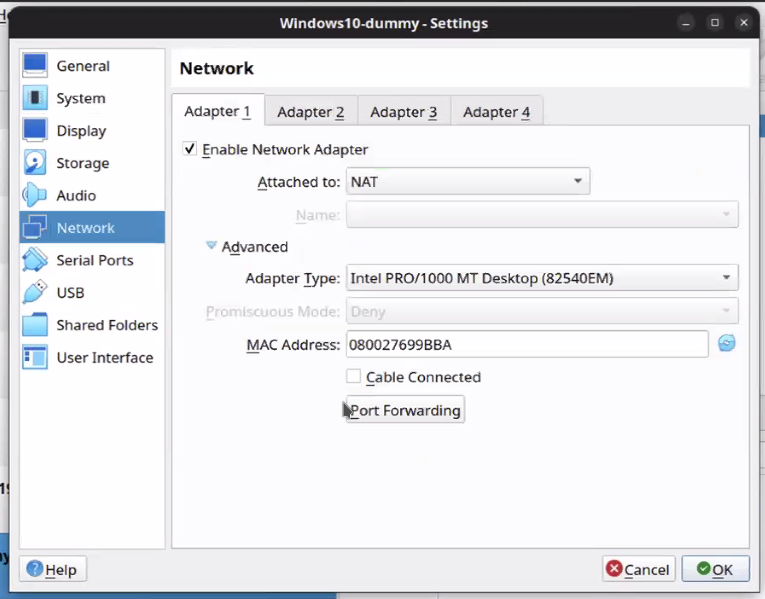 Windows10-dummy - Settings
General
System
Display
Storage
Audio
Network
Serial Ports
USB
Shared Folders
User Interface
Network
Adapter 1
Adapter 2
Adapter 3
Adapter 4
Enable Network Adapter
Attached to: NAT
Name:
Advanced
Adapter Type: Intel PRO/1000 MT Desktop (82540EM)
Promiscuous Mode: Deny
MAC Address: 080027699BBA
Cable Connected
Port Forwarding
Help
Cancel
OK